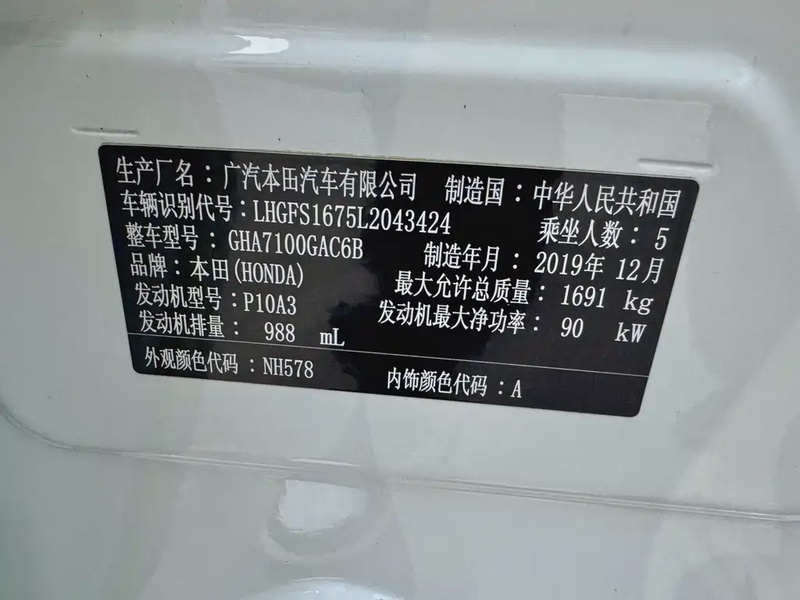 生产厂名：广汽本田汽车有限公司 制造国：中华人民共和国
车辆识别代号：LHGFS1675L2043424 乘坐人数：5
整车型号：GHA7100GAC6B 制造年月：2019年12月
品牌：本田(HONDA) 最大允许总质量：1691 kg
发动机型号：P10A3 发动机最大净功率：90 kW
发动机排量：988 mL
外观颜色代码：NH578 内饰颜色代码：A